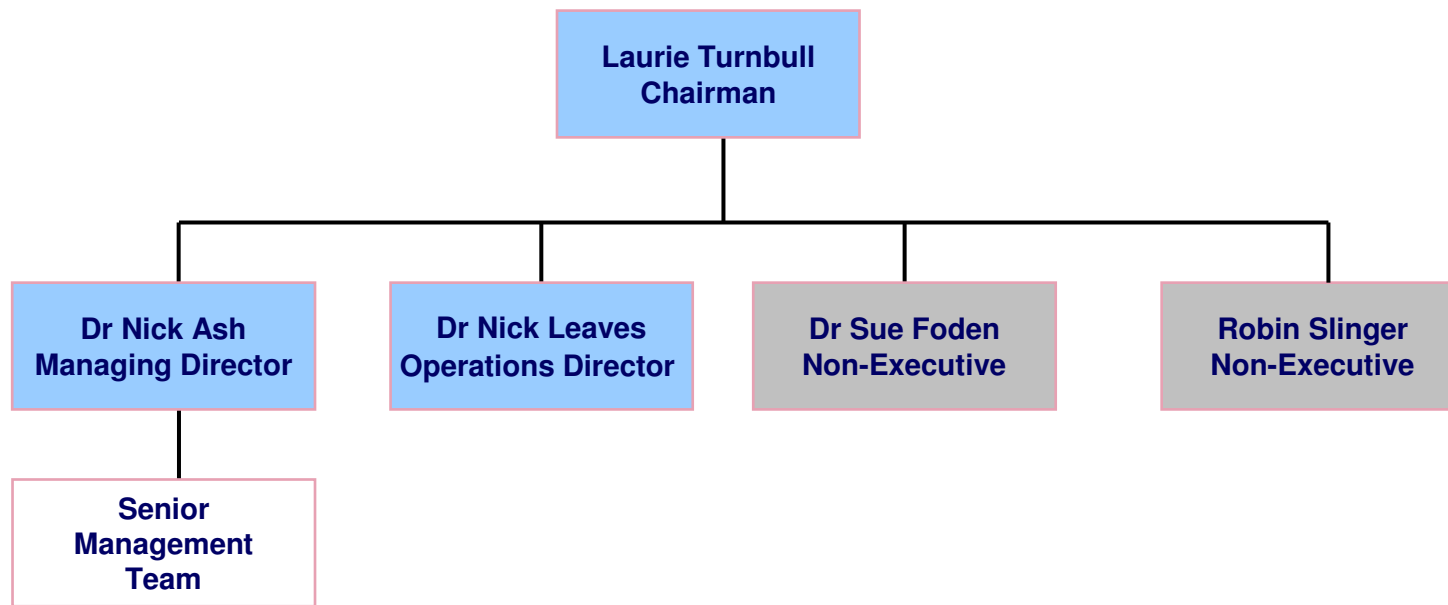 Laurie Turnbull
Chairman
Dr Nick Ash
Managing Director
Dr Nick Leaves
Operations Director
Dr Sue Foden
Non-Executive
Robin Slinger
Non-Executive
Senior
Management
Team